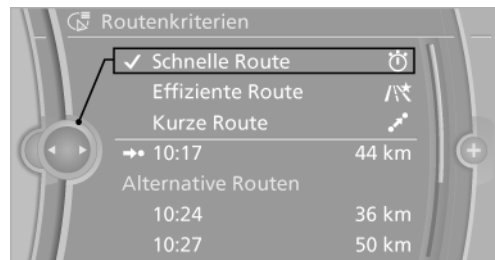 Routenkriterien
Schnelle Route
Effiziente Route
Kurze Route
10:17 44 km
Alternative Routen
10:24 36 km
10:27 50 km